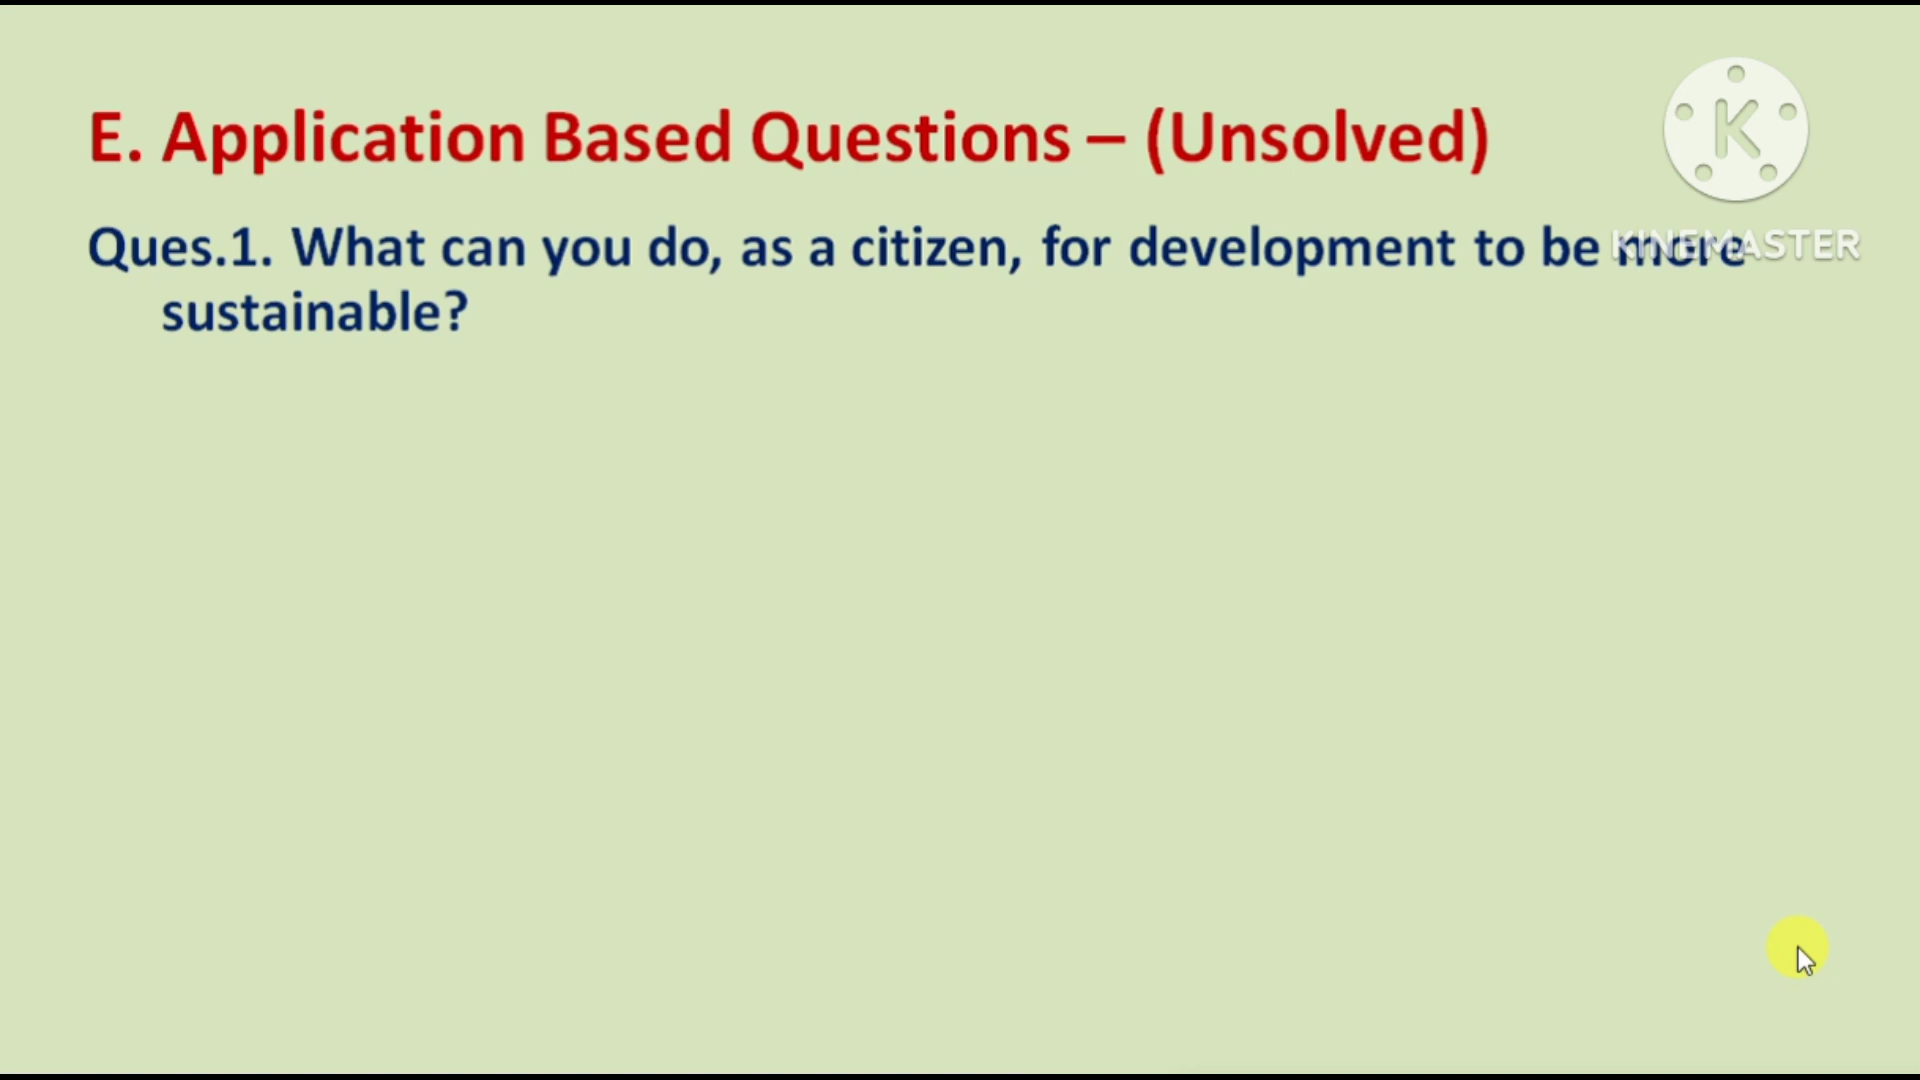 E. Application Based Questions – (Unsolved)
Ques.1. What can you do, as a citizen, for development to be more
sustainable?
K
KINEMASTER